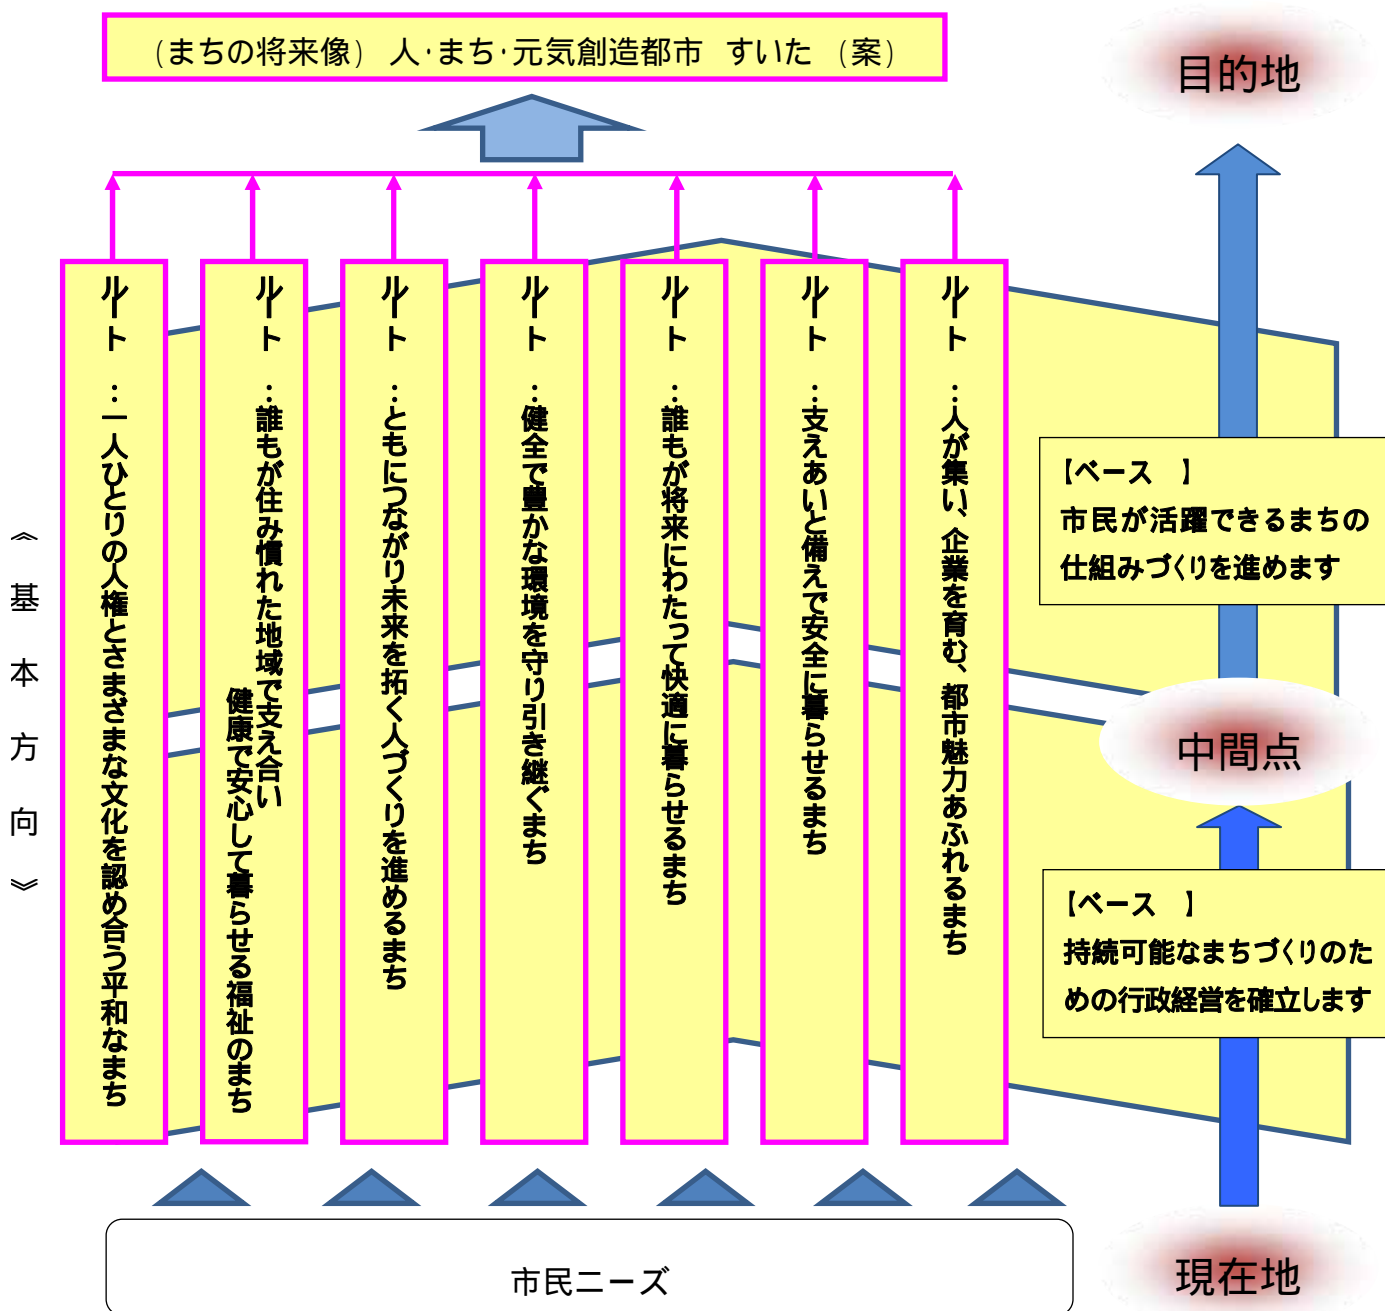 (まちの将来像) 人・まち・元気創造都市 すいた (案)
目的地
ルート ：一人ひとりの人権とさまざまな文化を認め合う平和なまち
ルート ：誰もが住み慣れた地域で支え合い
健康で安心して暮らせる福祉のまち
ルート ：ともにつながり未来を拓く人づくりを進めるまち
ルート ：健全で豊かな環境を守り引き継ぐまち
ルート ：誰もが将来にわたって快適に暮らせるまち
ルート ：支えあいと備えで安全に暮らせるまち
ルート ：人が集い、企業を育む、都市魅力あふれるまち
《基本方向》
【ベース 】
市民が活躍できるまちの
仕組みづくりを進めます
中間点
【ベース 】
持続可能なまちづくりのた
めの行政経営を確立します
市民ニーズ
現在地